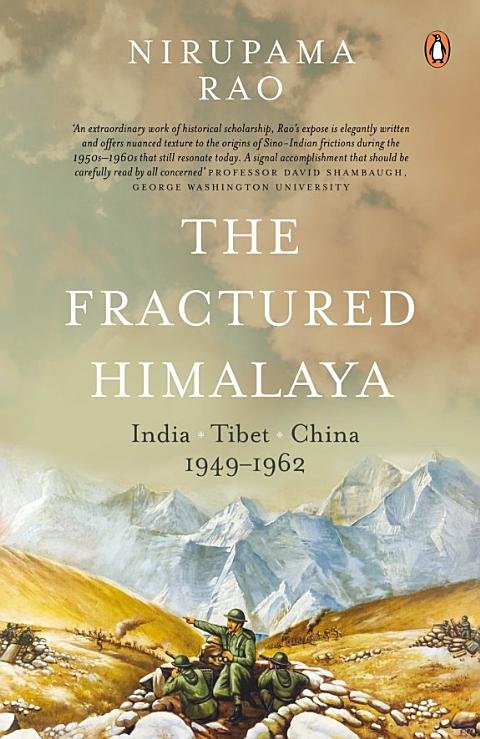 NIRUPAMA
RAO
'An extraordinary work of historical scholarship, Rao's expose is elegantly written
and offers nuanced texture to the origins of Sino-Indian frictions during the
1950s–1960s that still resonate today. A signal accomplishment that should be
carefully read by all concerned' PROFESSOR DAVID SHAMBAUGH,
GEORGE WASHINGTON UNIVERSITY
THE
FRACTURED
HIMALAYA
India Tibet China
1949–1962